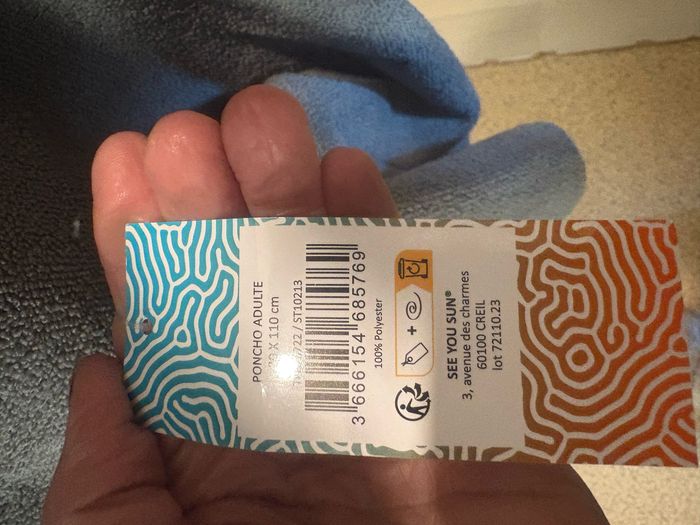 PONCHO ADULTE
X 110 cm
/22 / ST10213
3 666154 685769
100% Polyester
+
SEE YOU SUN®
3, avenue des charmes
60100 CREIL
lot 72110.23